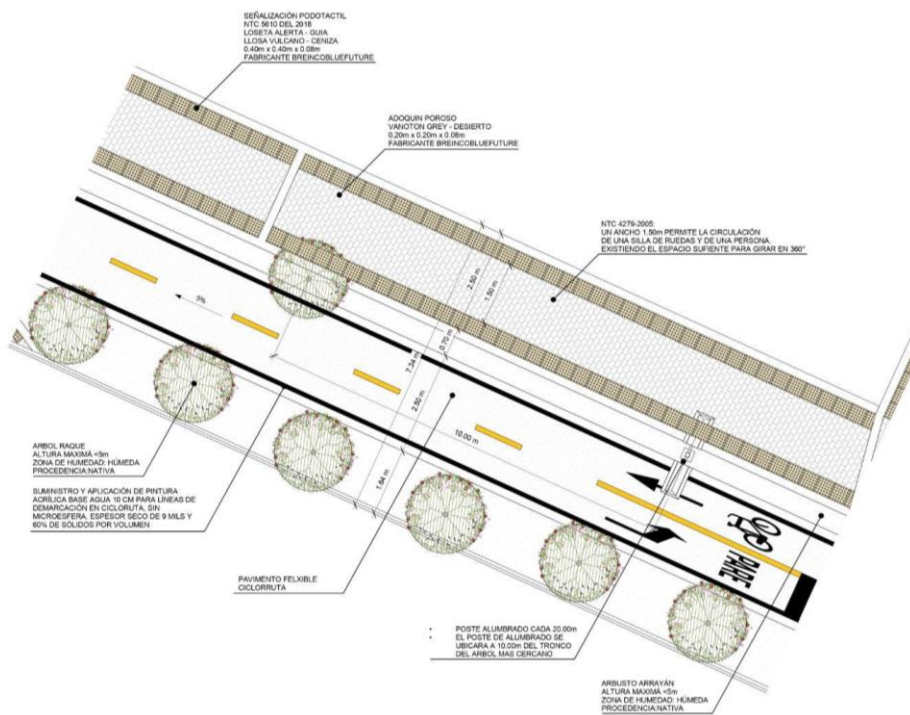 SEÑALIZACIÓN PODOTACTIL
NTC 5610 DEL 2018
LOSETA ALERTA - GUIA
LLOSA VULCANO - CENIZA
0.40m x 0.40m x 0.08m
FABRICANTE BREINCOBLUEFUTURE
ADOQUIN POROSO
VANOTON GREY - DESIERTO
0.20m x 0.20m x 0.08m
FABRICANTE BREINCOBLUEFUTURE
NTC 4279-2005:
UN ANCHO 1.50m PERMITE LA CIRCULACIÓN
DE UNA SILLA DE RUEDAS Y DE UNA PERSONA.
EXISTIENDO EL ESPACIO SUFIENTE PARA GIRAR EN 360°
2.50 m
1.50 m
0.70 m
7.34 m
2.50 m
10.00 m
1.64 m
5%
ARBOL RAQUE
ALTURA MAXIMÁ <5m
ZONA DE HUMEDAD: HÚMEDA
PROCEDENCIA:NATIVA
SUMINISTRO Y APLICACIÓN DE PINTURA
ACRÍLICA BASE AGUA 10 CM PARA LÍNEAS DE
DEMARCACIÓN EN CICLORUTA, SIN
MICROESFERA, ESPESOR SECO DE 9 MILS Y
60% DE SÓLIDOS POR VOLUMEN
PAVIMENTO FELXIBLE
CICLORRUTA
PARE
• POSTE ALUMBRADO CADA 20.00m
• EL POSTE DE ALUMBRADO SE
UBICARA A 10.00m DEL TRONCO
DEL ARBOL MAS CERCANO
ARBUSTO ARRAYÁN
ALTURA MAXIMÁ <5m
ZONA DE HUMEDAD: HÚMEDA
PROCEDENCIA:NATIVA